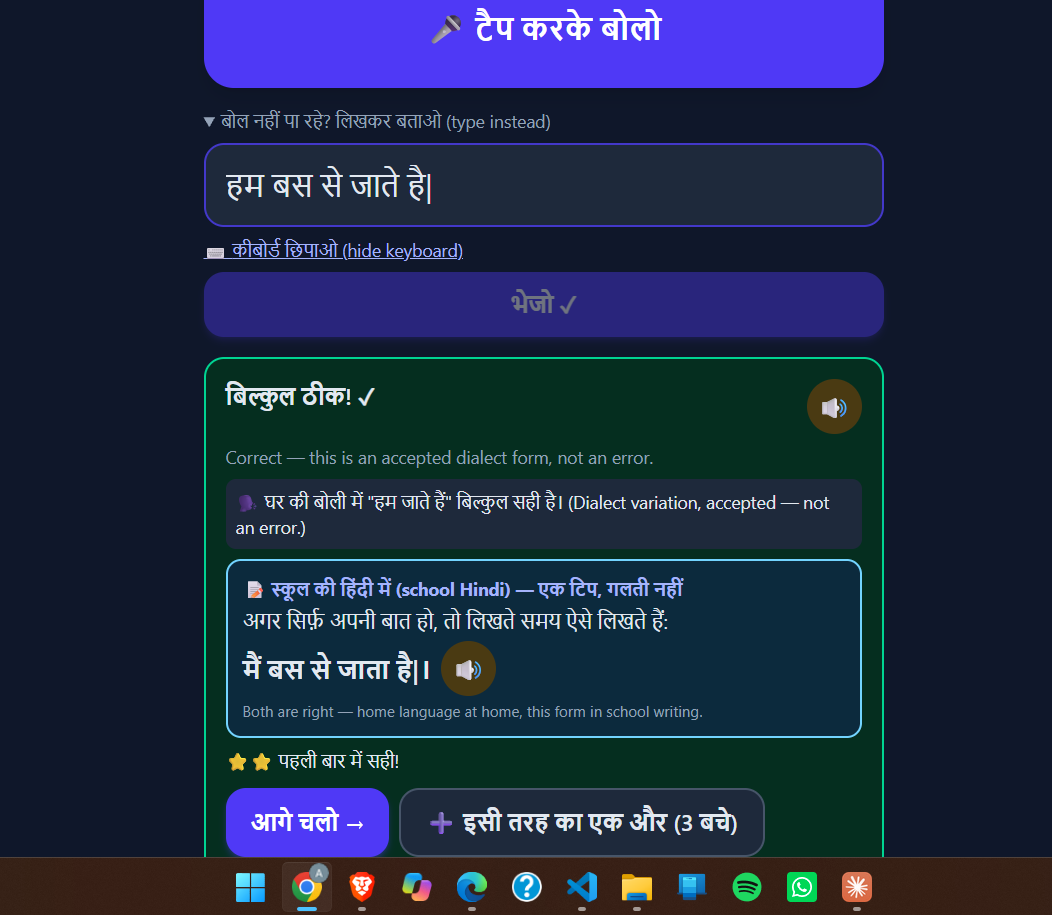 🎤 टैप करके बोलो
▼ बोल नहीं पा रहे? लिखकर बताओ (type instead)
हम बस से जाते है|
⌨ कीबोर्ड छिपाओ (hide keyboard)
भेजो ✓
बिल्कुल ठीक! ✓
Correct — this is an accepted dialect form, not an error.
🗣 घर की बोली में "हम जाते हैं" बिल्कुल सही है। (Dialect variation, accepted — not
an error.)
📝 स्कूल की हिंदी में (school Hindi) — एक टिप, गलती नहीं
अगर सिर्फ़ अपनी बात हो, तो लिखते समय ऐसे लिखते हैं:
मैं बस से जाता है|।
Both are right — home language at home, this form in school writing.
⭐⭐ पहली बार में सही!
आगे चलो →
➕ इसी तरह का एक और (3 बचे)
A